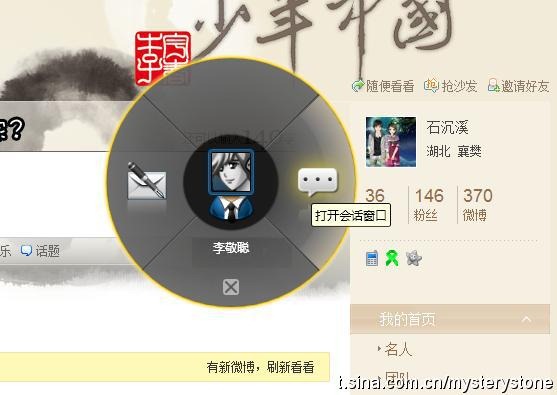 少年中國
随便看看 抢沙发 邀请好友
石沉溪
湖北 襄樊
36 146 370
粉丝 微博
打开会话窗口
李敬聪
乐 话题
我的首页
名人
团队
有新微博，刷新看看
t.sina.com.cn/mysterystone